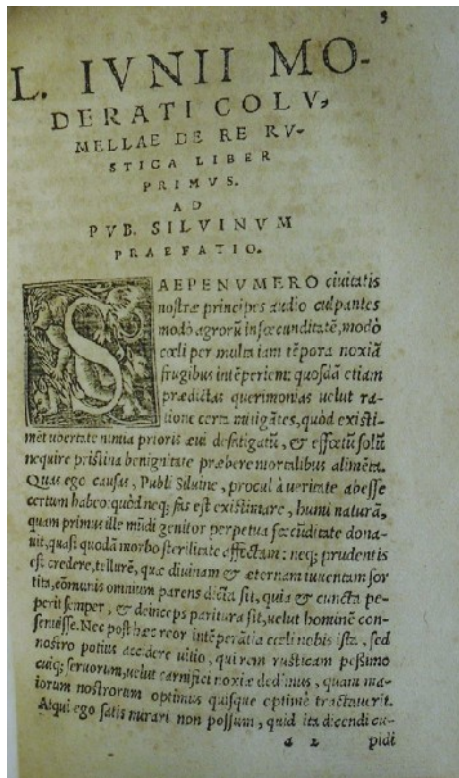 3
L. IVNII MO-
DERATI COLV,
MELLAE DE RE RV-
STICA LIBER
PRIMVS.
AD
PVB. SILVINVM
PRAEFATIO.
SAEPENVMERO ciuitatis
nostræ principes audio culpantes
modò agrorũ infœcunditatẽ, modò
cœli per multa iam tẽpora noxiã
frugibus intẽperiem: quosdã etiam
prædictas querimonias uelut ra-
tione certa mitigãtes, quòd existi-
mẽt ubertate nimia prioris æui defatigatũ, & effœtũ solũ
nequire pristina benignitate præbere mortalibus alimẽta.
Quas ego causas, Publi Siluine, procul à ueritate abesse
certum habeo: quòd neq; fas est existimare, humi naturã,
quam primus ille mũdi genitor perpetua fœcũditate dona-
uit, quasi quodã morbo sterilitate affectam: neq; prudentis
est credere, tellurẽ, quæ diuinam & æternam iuuentam sor
tita, cõmunis omnium parens dicta sit, quia & cuncta pe-
perit semper, & deinceps paritura sit, uelut hominẽ con-
senuisse. Nec post hæc reor intẽperãtia cœli nobis ista, sed
nostro potius accidere uitio, qui rem rusticam pessimo
cuiq; seruorum, uelut carnifici noxiæ dedimus, quam ma-
iorum nostrorum optimus quisque optimè tractauerit.
Atqui ego satis mirari non possum, quid ita dicendi cu-
a 2 pidi